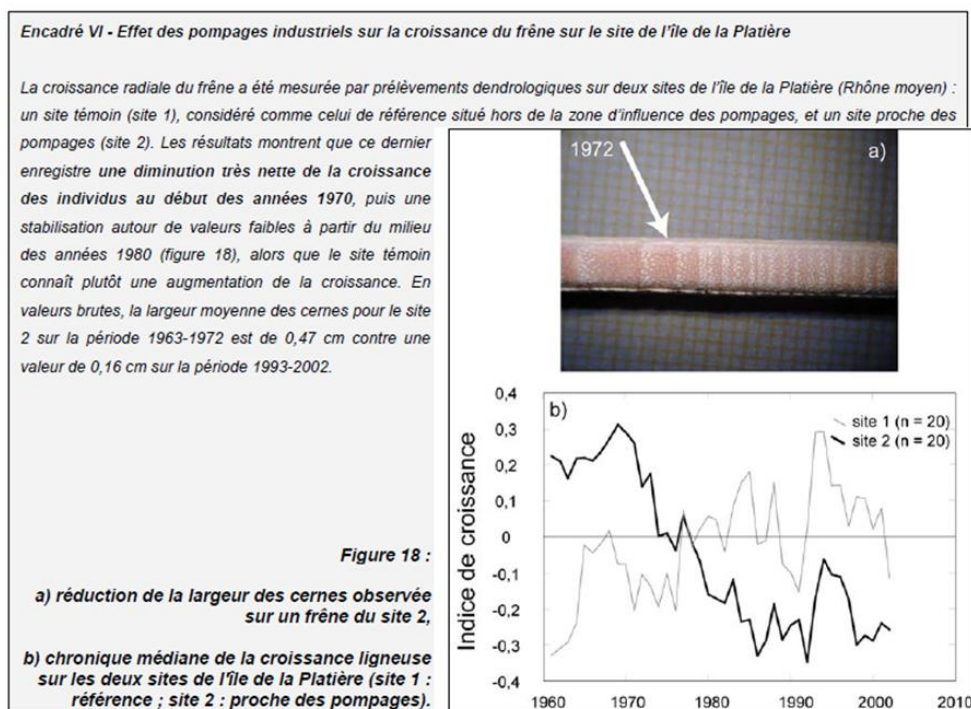 Encadré VI - Effet des pompages industriels sur la croissance du frêne sur le site de l'île de la Platière
La croissance radiale du frêne a été mesurée par prélèvements dendrologiques sur deux sites de l'île de la Platière (Rhône moyen) :
un site témoin (site 1), considéré comme celui de référence situé hors de la zone d'influence des pompages, et un site proche des
pompages (site 2). Les résultats montrent que ce dernier
enregistre une diminution très nette de la croissance
des individus au début des années 1970, puis une
stabilisation autour de valeurs faibles à partir du milieu
des années 1980 (figure 18), alors que le site témoin
connaît plutôt une augmentation de la croissance. En
valeurs brutes, la largeur moyenne des cernes pour le site
2 sur la période 1963-1972 est de 0,47 cm contre une
valeur de 0,16 cm sur la période 1993-2002.
Figure 18 :
a) réduction de la largeur des cernes observée
sur un frêne du site 2,
b) chronique médiane de la croissance ligneuse
sur les deux sites de l'île de la Platière (site 1 :
référence ; site 2 : proche des pompages).
1972
a)
b)
site 1 (n = 20)
site 2 (n = 20)
Indice de croissance
0,4
0,3
0,2
0,1
0
-0,1
-0,2
-0,3
-0,4
1960 1970 1980 1990 2000 2010